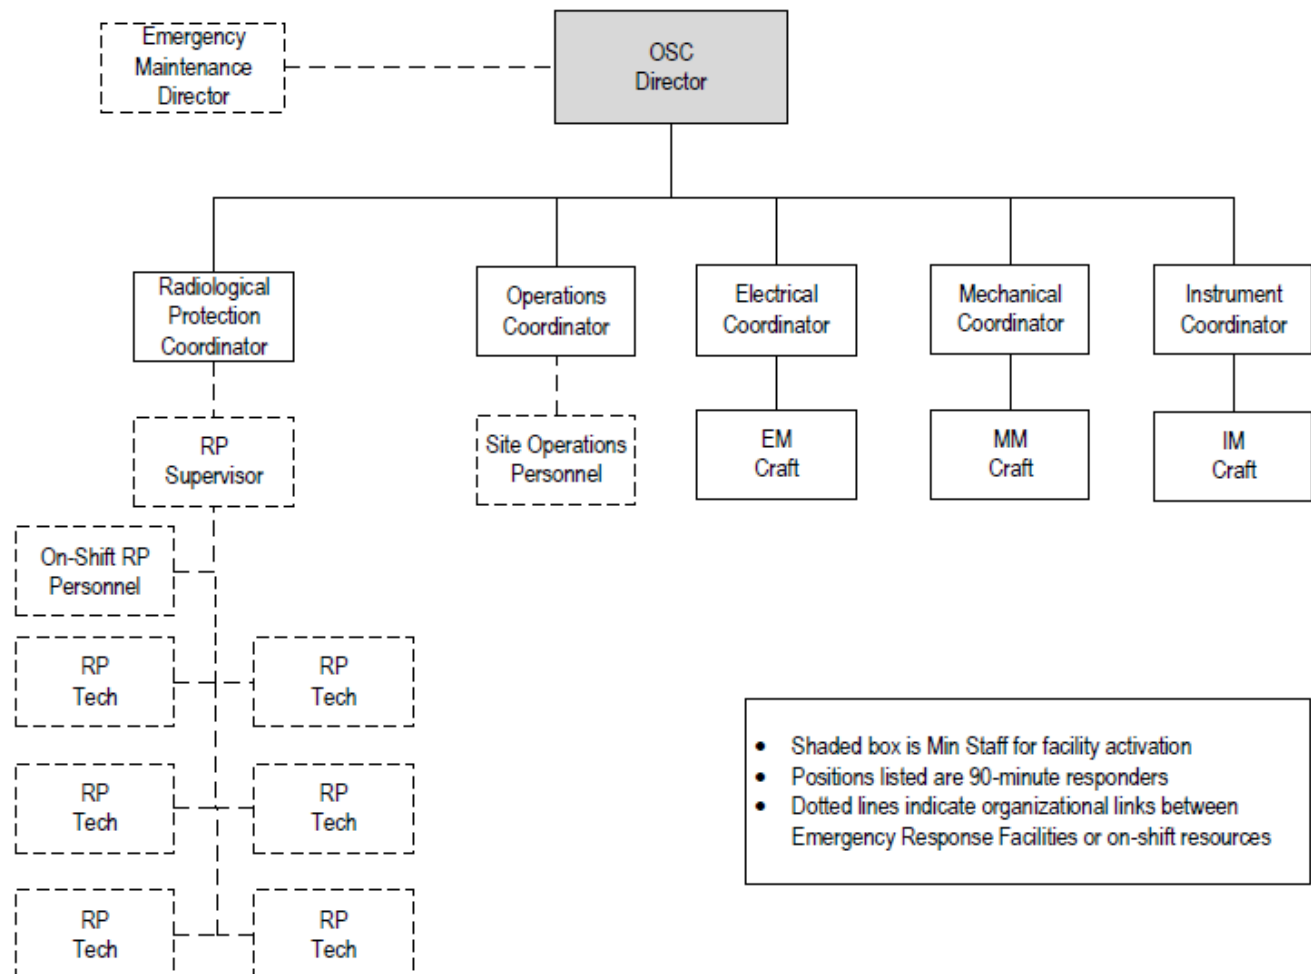 Emergency
Maintenance
Director
OSC
Director
Radiological
Protection
Coordinator
Operations
Coordinator
Electrical
Coordinator
Mechanical
Coordinator
Instrument
Coordinator
RP
Supervisor
Site Operations
Personnel
EM
Craft
MM
Craft
IM
Craft
On-Shift RP
Personnel
RP
Tech
RP
Tech
RP
Tech
RP
Tech
RP
Tech
RP
Tech
• Shaded box is Min Staff for facility activation
• Positions listed are 90-minute responders
• Dotted lines indicate organizational links between
Emergency Response Facilities or on-shift resources